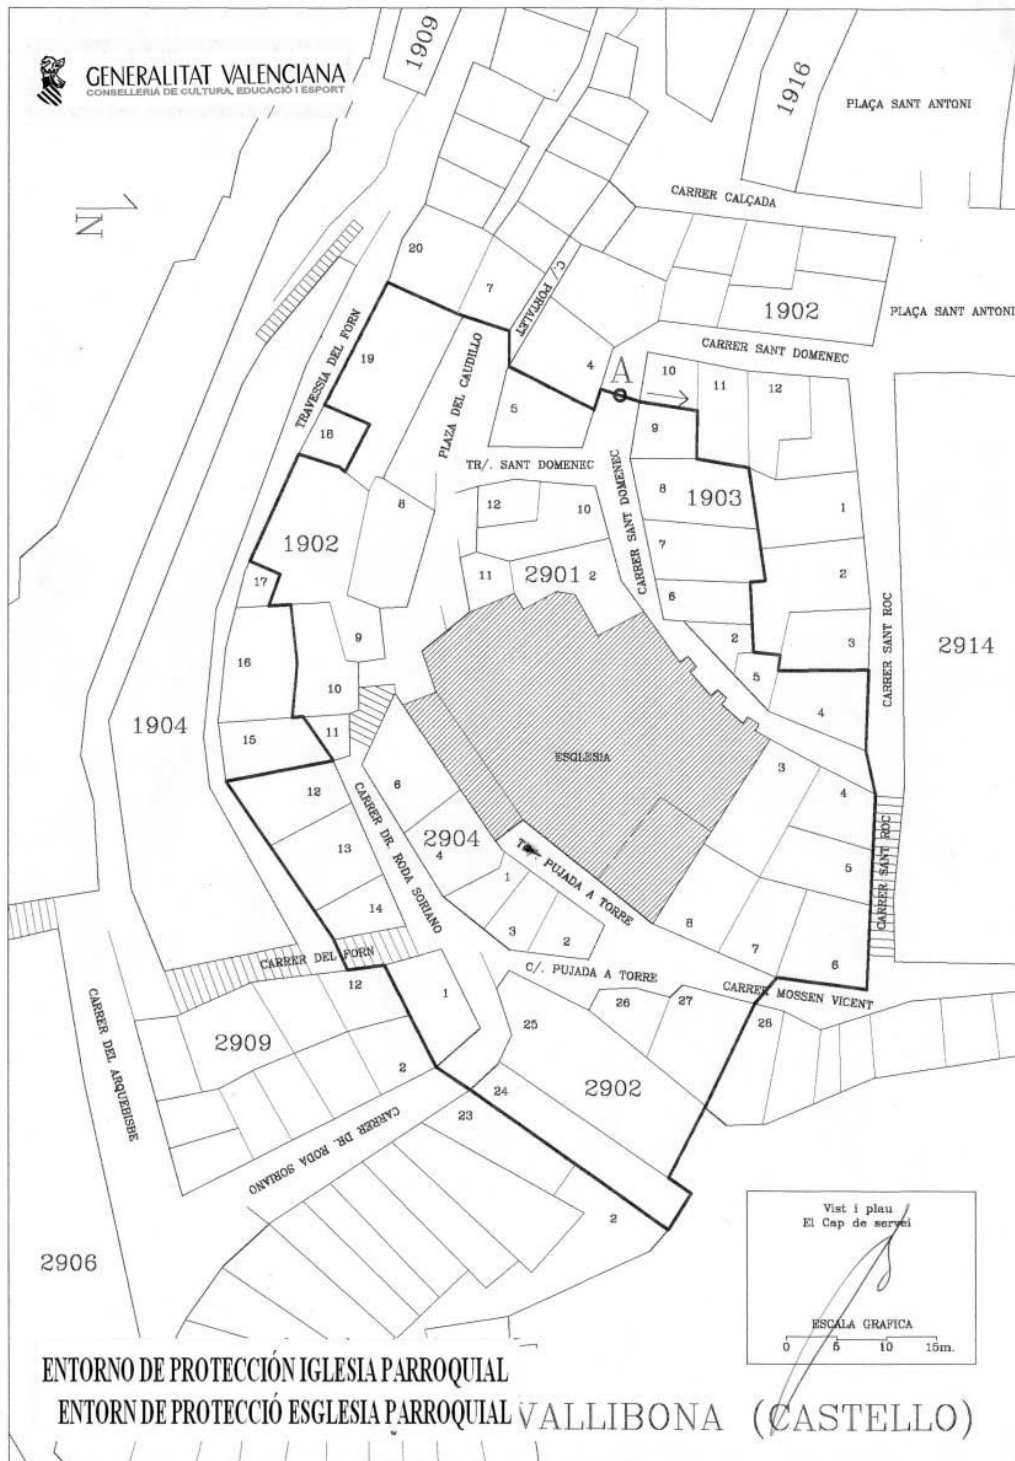 GENERALITAT VALENCIANA
CONSELLERIA DE CULTURA, EDUCACIÓ I ESPORT
1909
1916
PLAÇA SANT ANTONI
N
CARRER CALÇADA
20
7
C/. PORTALET
1902
PLAÇA SANT ANTONI
TRAVESSIA DEL FORN
19
PLAZA DEL CAUDILLO
4
A
CARRER SANT DOMENEC
10
11
12
18
5
9
TR/. SANT DOMENEC
CARRER SANT DOMENEC
8
12
10
8
1903
1
1902
7
17
11
2901
2
2
6
9
2
3
CARRER SANT ROC
2914
16
10
5
4
1904
15
11
ESGLESIA
3
12
6
4
CARRER DR. RODA SORIANO
2904
13
4
TR/. PUJADA A TORRE
5
CARRER SANT ROC
1
14
3
2
8
7
6
CARRER DEL FORN
C/. PUJADA A TORRE
CARRER MOSSEN VICENT
12
1
26
27
28
25
CARRER DEL ARQUEBISBE
2909
2
24
2902
23
CARRER DR. RODA SORIANO
2
2906
Vist i plau
El Cap de servei
ESCALA GRAFICA
0 5 10 15m.
ENTORNO DE PROTECCIÓN IGLESIA PARROQUIAL
ENTORN DE PROTECCIÓ ESGLESIA PARROQUIAL
VALLIBONA (CASTELLO)